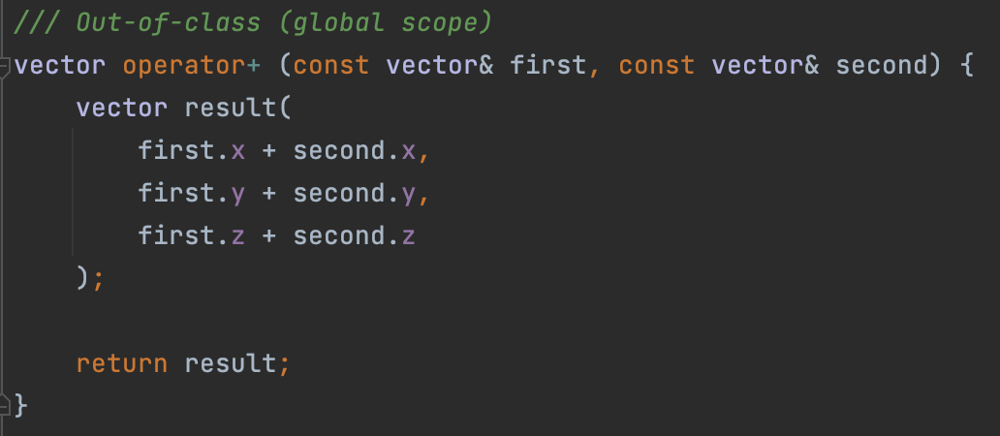 /// Out-of-class (global scope)
vector operator+ (const vector& first, const vector& second) {
    vector result(
        first.x + second.x,
        first.y + second.y,
        first.z + second.z
    );

    return result;
}